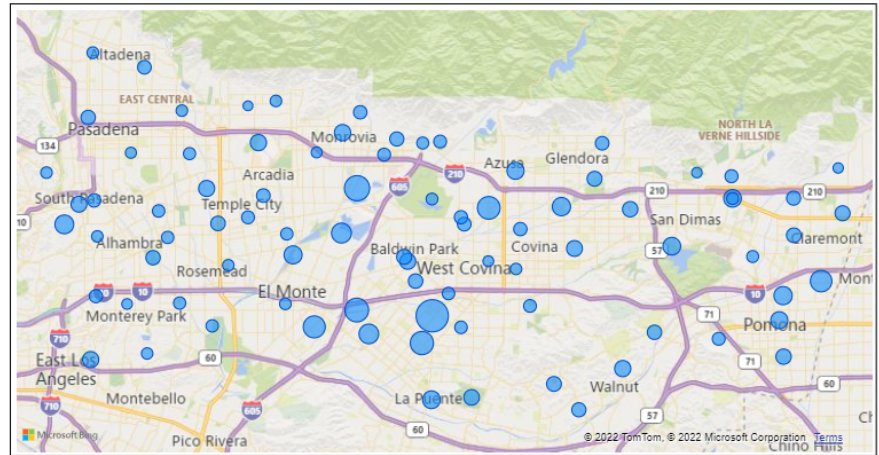 Altadena
EAST CENTRAL
Pasadena
134
Monrovia
NORTH LA
VERNE HILLSIDE
Azusa
Glendora
Arcadia
210
605
210
210
South Pasadena
Temple City
San Dimas
10
Alhambra
Baldwin Park
Covina
57
Claremont
Rosemead
West Covina
El Monte
10
10
10
Mont
Monterey Park
71
Pomona
710
East Los
Angeles
60
71
60
Montebello
La Puente
Walnut
710
605
57
60
Ch
Pico Rivera
Microsoft Bing
© 2022 TomTom, © 2022 Microsoft Corporation Terms
Chino Hills